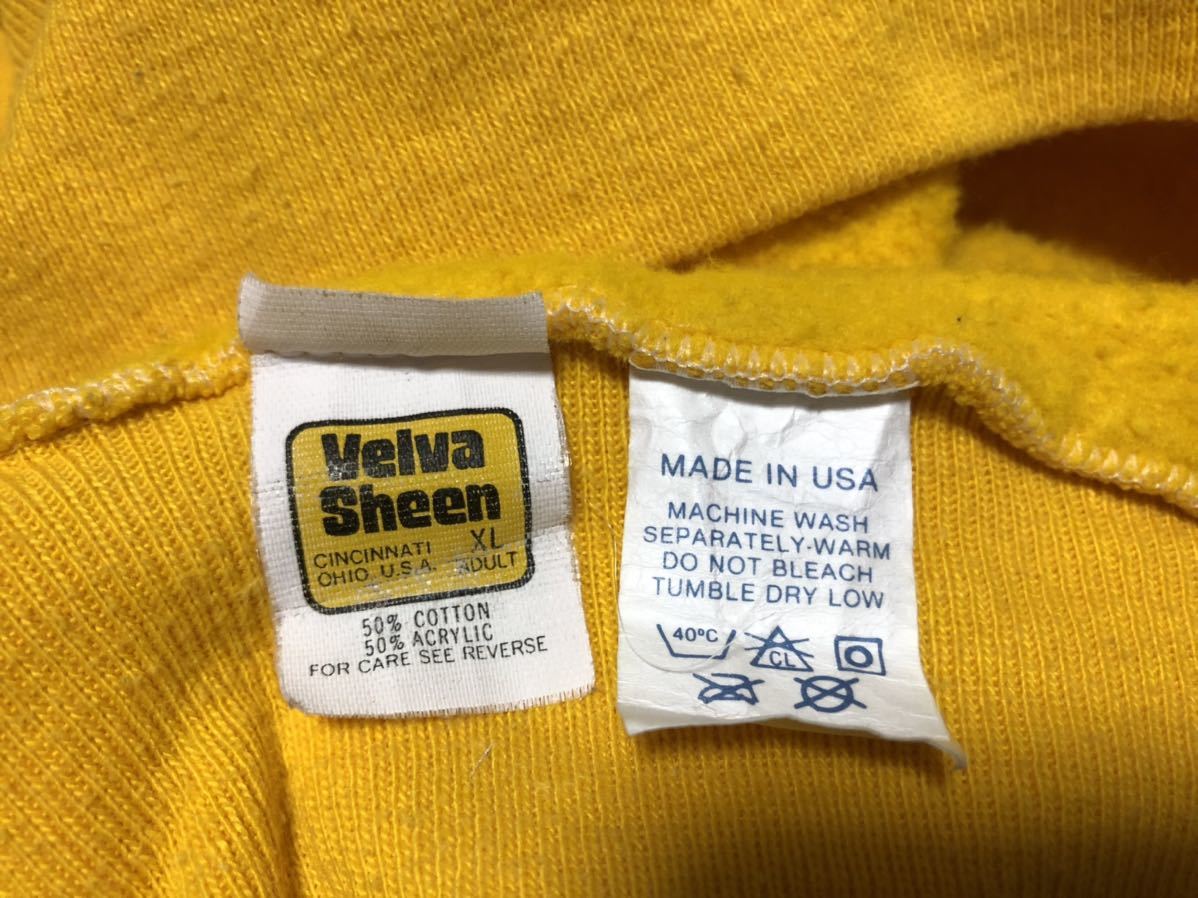 Velva
Sheen
CINCINNATI XL
OHIO, U.S.A. ADULT
50% COTTON
50% ACRYLIC
FOR CARE SEE REVERSE
MADE IN USA
MACHINE WASH
SEPARATELY-WARM
DO NOT BLEACH
TUMBLE DRY LOW
40°C
CL